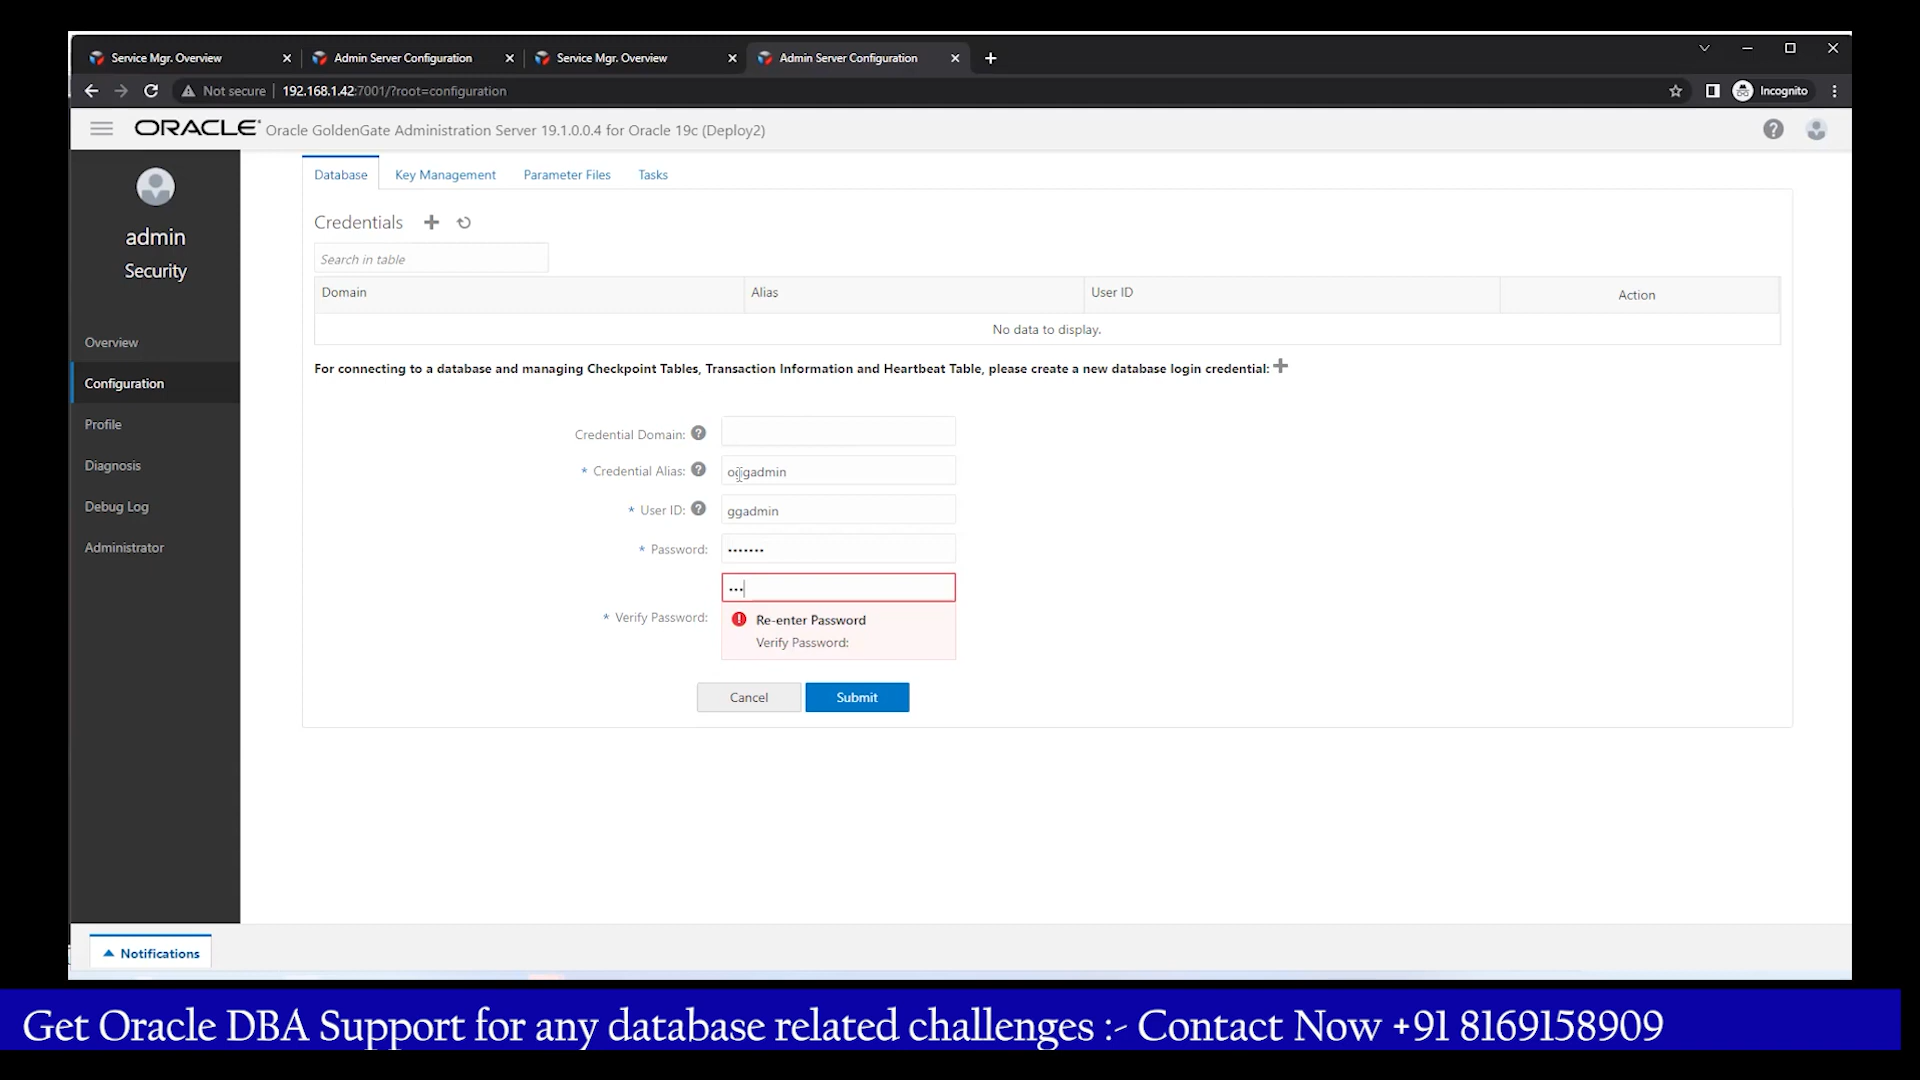 Service Mgr. Overview
Admin Server Configuration
Service Mgr. Overview
Admin Server Configuration
Not secure | 192.168.1.42:7001/?root=configuration
Incognito
ORACLE Oracle GoldenGate Administration Server 19.1.0.0.4 for Oracle 19c (Deploy2)
admin
Security
Overview
Configuration
Profile
Diagnosis
Debug Log
Administrator
Database Key Management Parameter Files Tasks
Credentials
Search in table
Domain Alias User ID Action
No data to display.
For connecting to a database and managing Checkpoint Tables, Transaction Information and Heartbeat Table, please create a new database login credential:
Credential Domain:
* Credential Alias: oggadmin
* User ID: ggadmin
* Password: •••••••
•••
* Verify Password:
Re-enter Password
Verify Password:
Cancel Submit
Notifications
Get Oracle DBA Support for any database related challenges :- Contact Now +91 8169158909